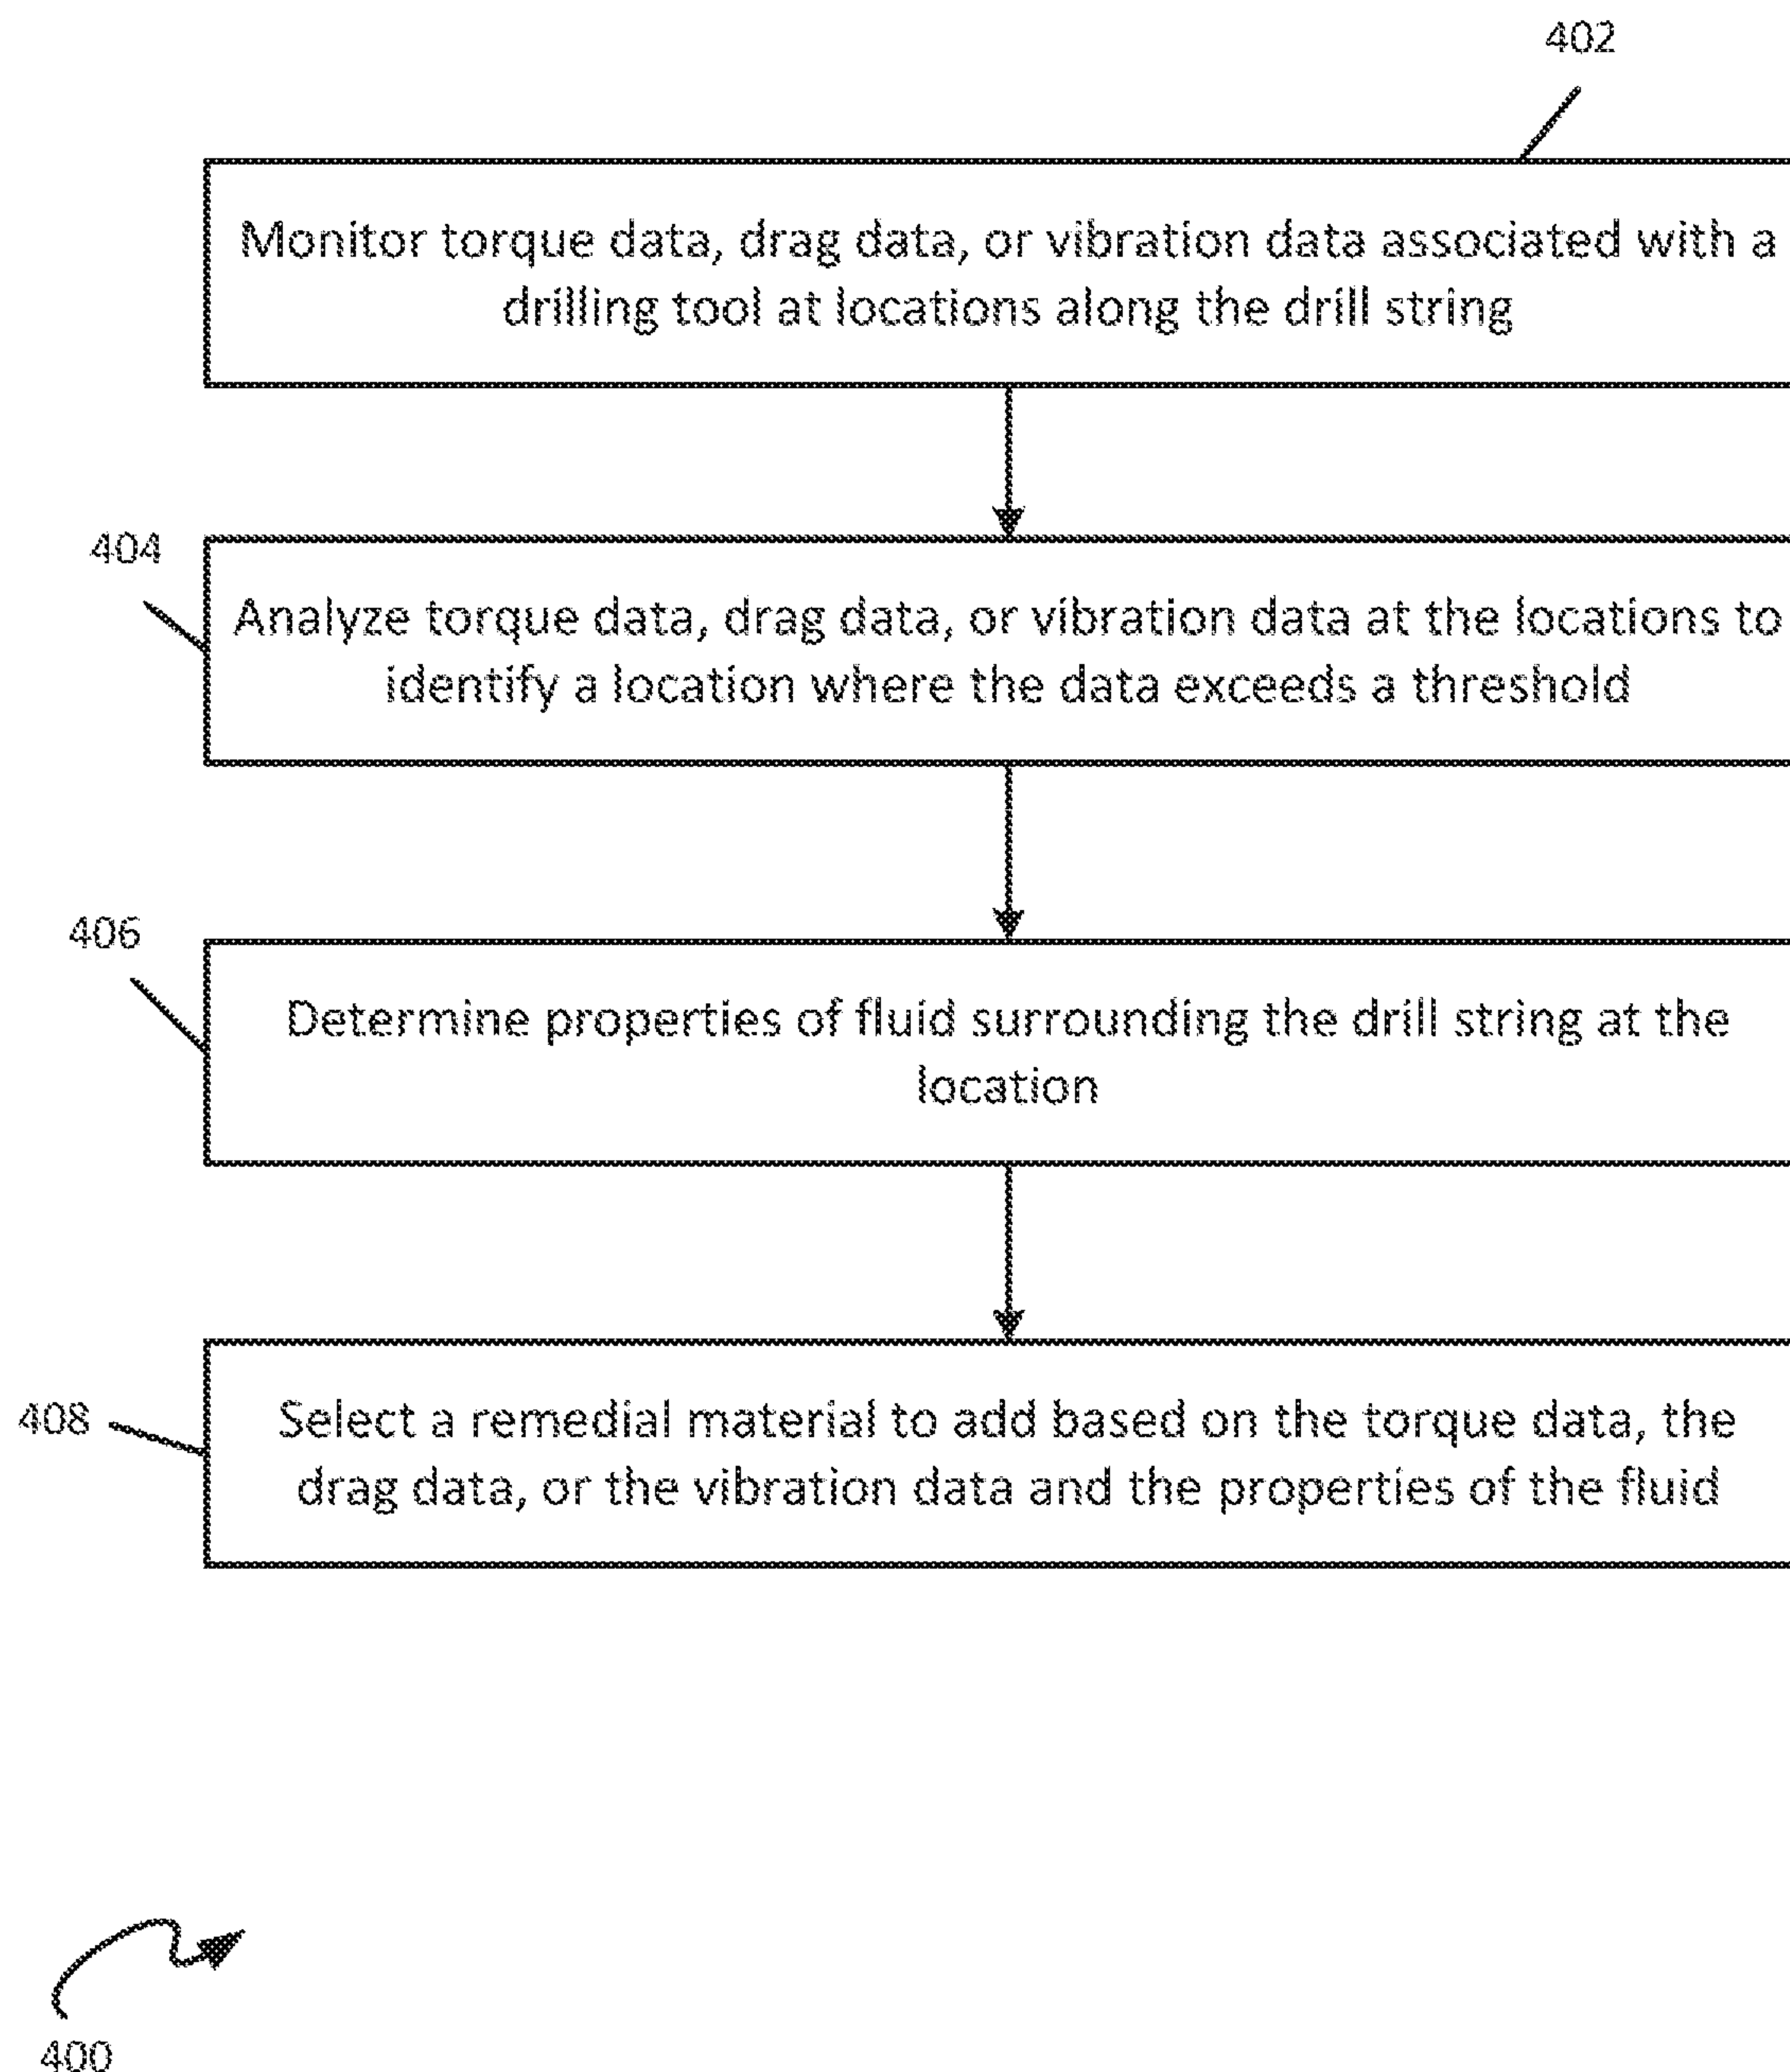 402
Monitor torque data, drag data, or vibration data associated with a
drilling tool at locations along the drill string
404
Analyze torque data, drag data, or vibration data at the locations to
identify a location where the data exceeds a threshold
406
Determine properties of fluid surrounding the drill string at the
location
408
Select a remedial material to add based on the torque data, the
drag data, or the vibration data and the properties of the fluid
400